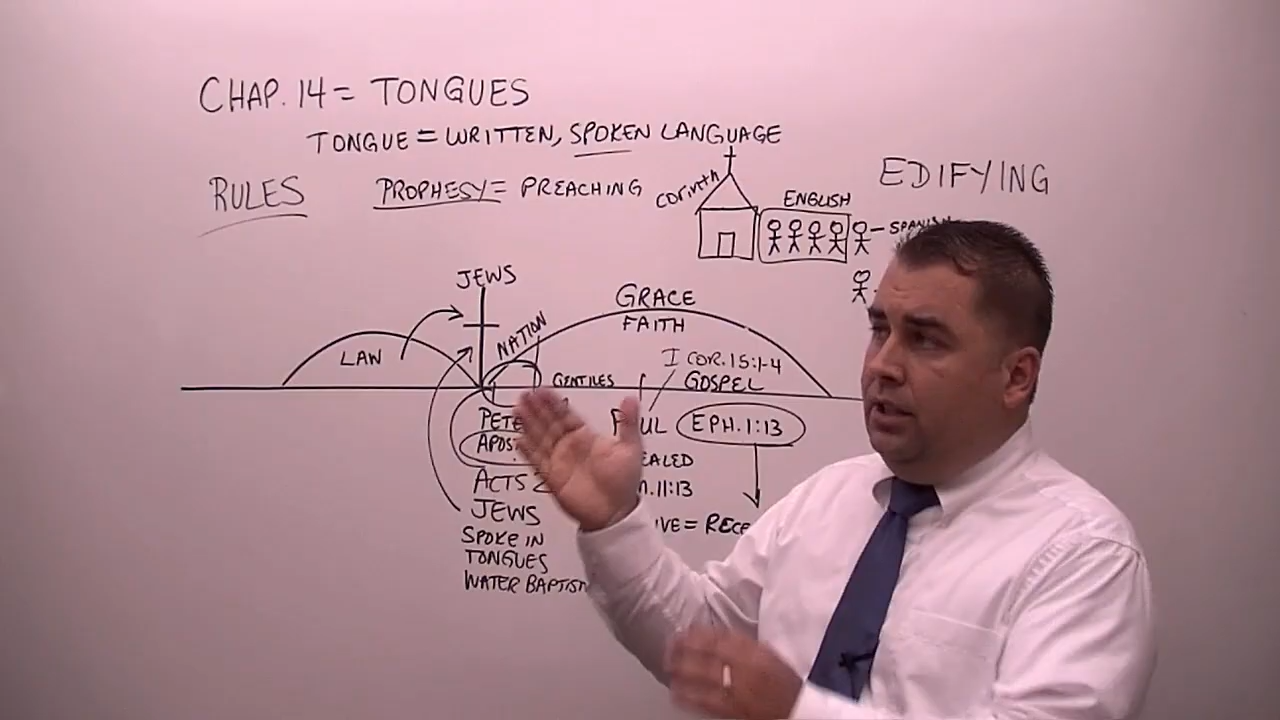 CHAP. 14 = TONGUES
TONGUE = WRITTEN, SPOKEN LANGUAGE
RULES
PROPHESY = PREACHING
Corinth
ENGLISH
EDIFYING
JEWS
NATION
GRACE
FAITH
LAW
I COR. 15:1-4
GENTILES
GOSPEL
EPH. 1:13
ACTS 2
JEWS
SPOKE IN
TONGUES
WATER